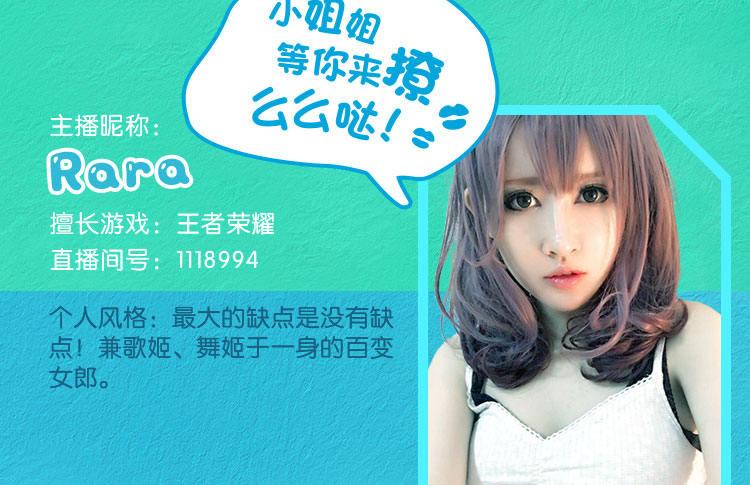 小姐姐
等你来撩
么么哒！
主播昵称：
Rara
擅长游戏：王者荣耀
直播间号：1118994
个人风格：最大的缺点是没有缺
点！兼歌姬、舞姬于一身的百变
女郎。